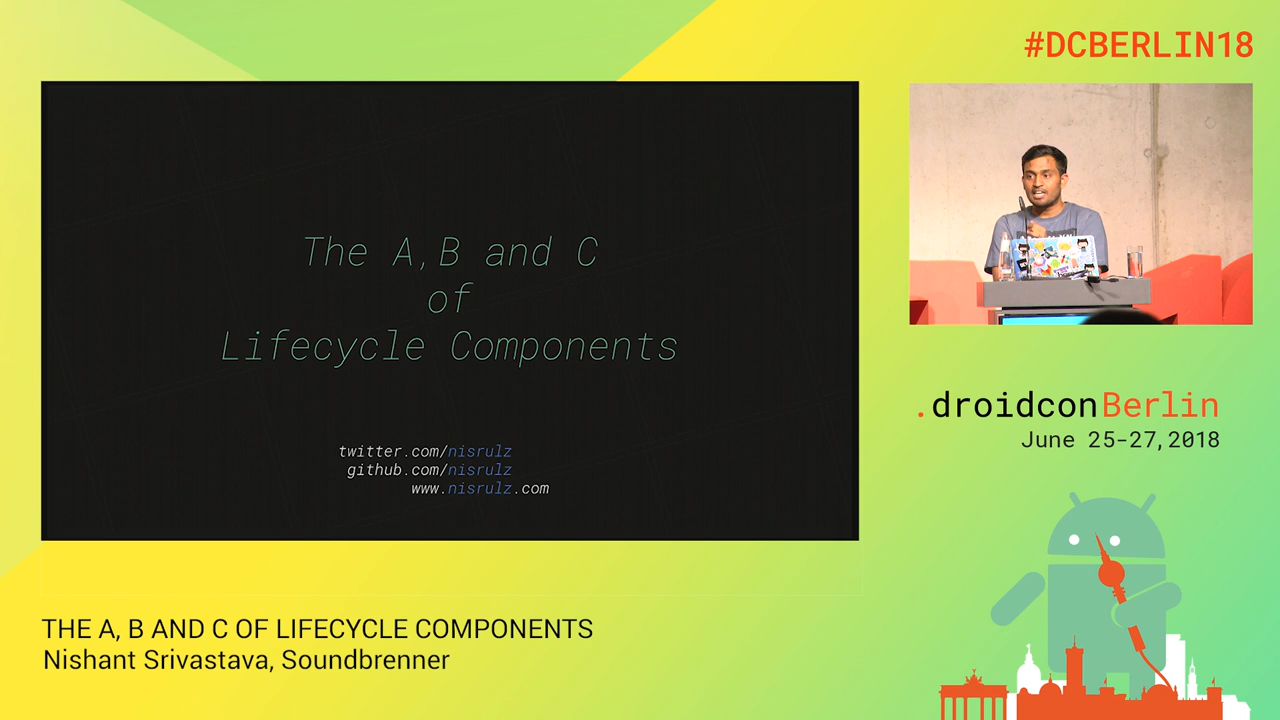 #DCBERLIN18
The A,B and C
of
Lifecycle Components
twitter.com/nisrulz
github.com/nisrulz
www.nisrulz.com
.droidconBerlin
June 25-27,2018
THE A, B AND C OF LIFECYCLE COMPONENTS
Nishant Srivastava, Soundbrenner